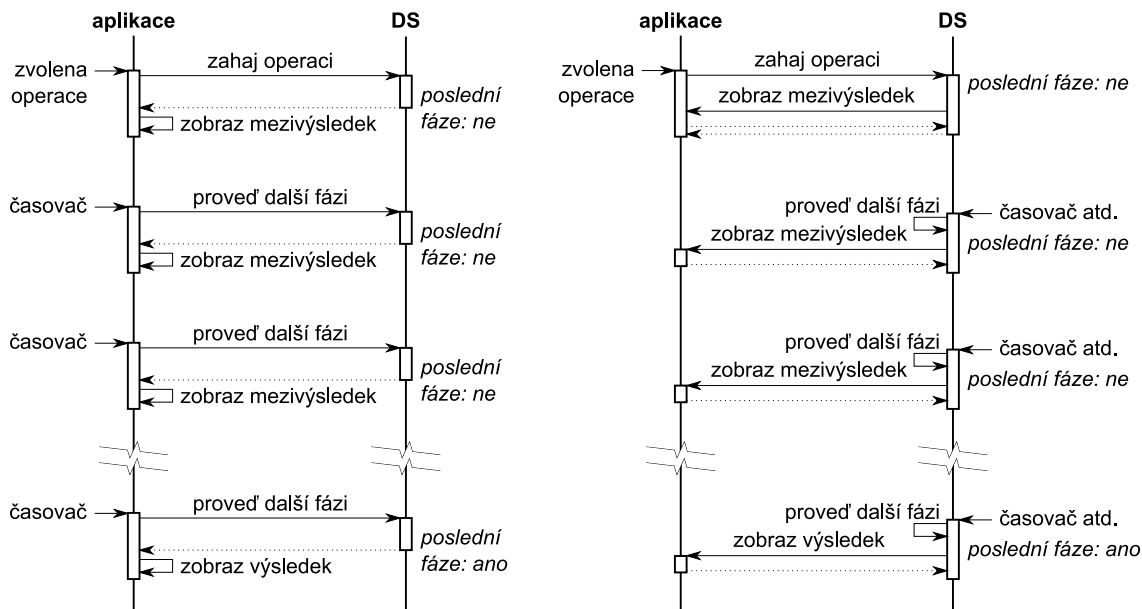 aplikace
DS
zvolena
operace
zahaj operaci
poslední
fáze: ne
zobraz mezivýsledek
časovač
proveď další fázi
poslední
fáze: ne
zobraz mezivýsledek
časovač
proveď další fázi
poslední
fáze: ne
zobraz mezivýsledek
časovač
proveď další fázi
poslední
fáze: ano
zobraz výsledek
aplikace
DS
zvolena
operace
zahaj operaci
poslední fáze: ne
zobraz mezivýsledek
proveď další fázi
časovač atd.
zobraz mezivýsledek
poslední fáze: ne
proveď další fázi
časovač atd.
zobraz mezivýsledek
poslední fáze: ne
proveď další fázi
časovač atd.
zobraz výsledek
poslední fáze: ano